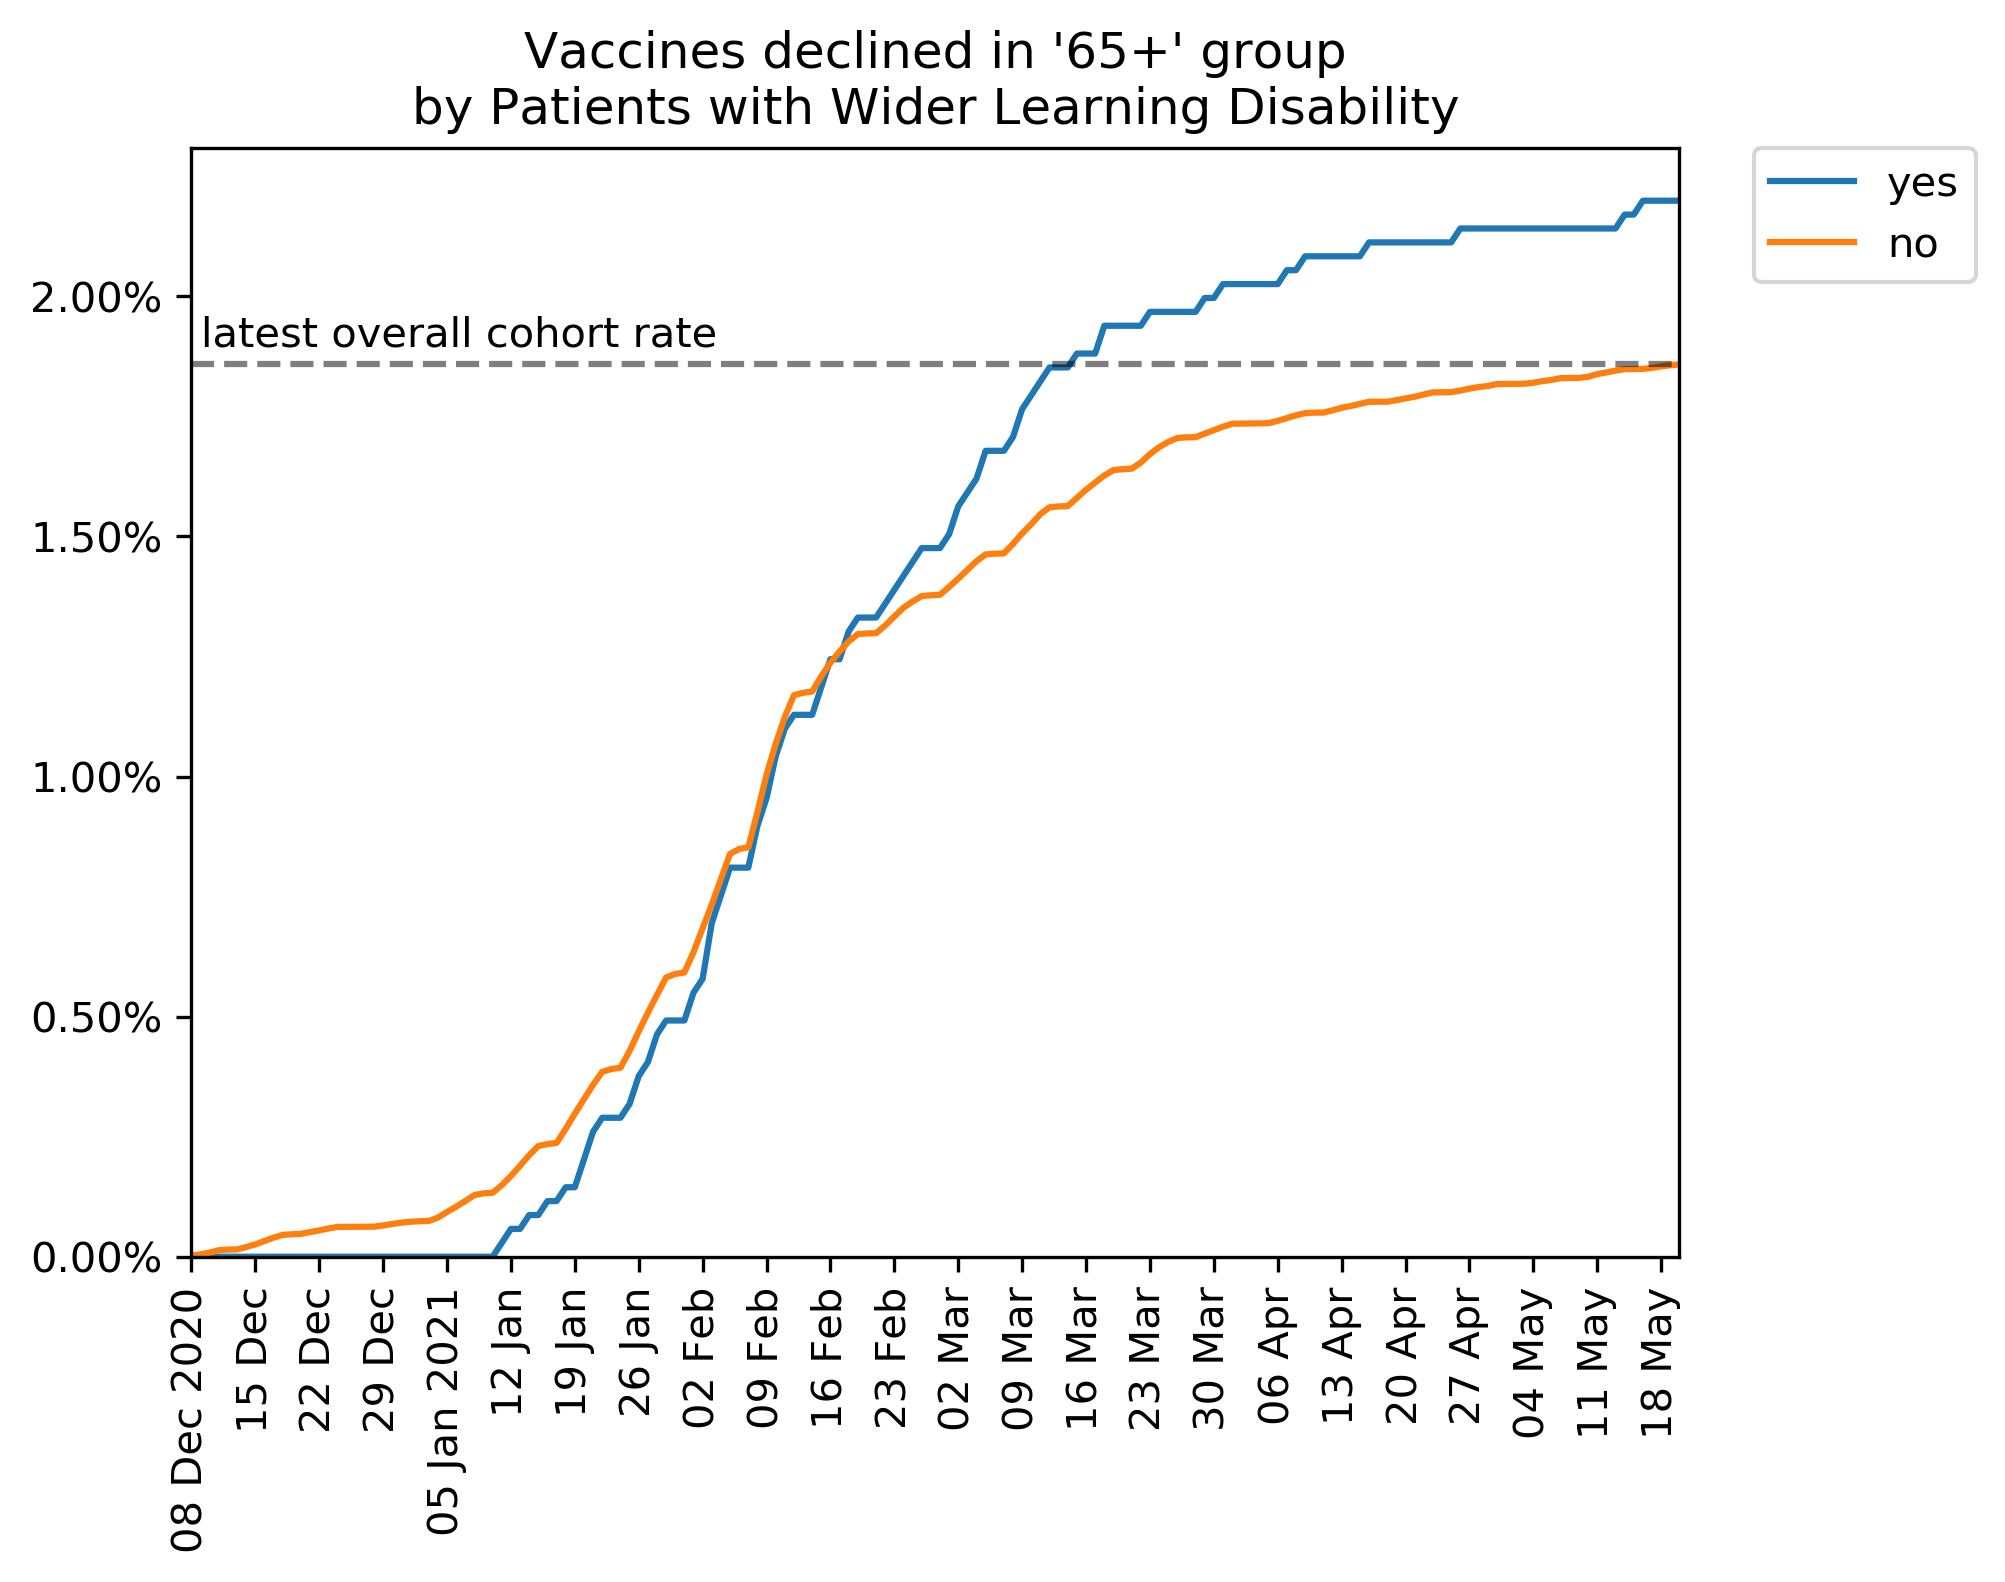 Vaccines declined in '65+' group
by Patients with Wider Learning Disability
yes
no
latest overall cohort rate
2.00%
1.50%
1.00%
0.50%
0.00%
08 Dec 2020
15 Dec
22 Dec
29 Dec
05 Jan 2021
12 Jan
19 Jan
26 Jan
02 Feb
09 Feb
16 Feb
23 Feb
02 Mar
09 Mar
16 Mar
23 Mar
30 Mar
06 Apr
13 Apr
20 Apr
27 Apr
04 May
11 May
18 May